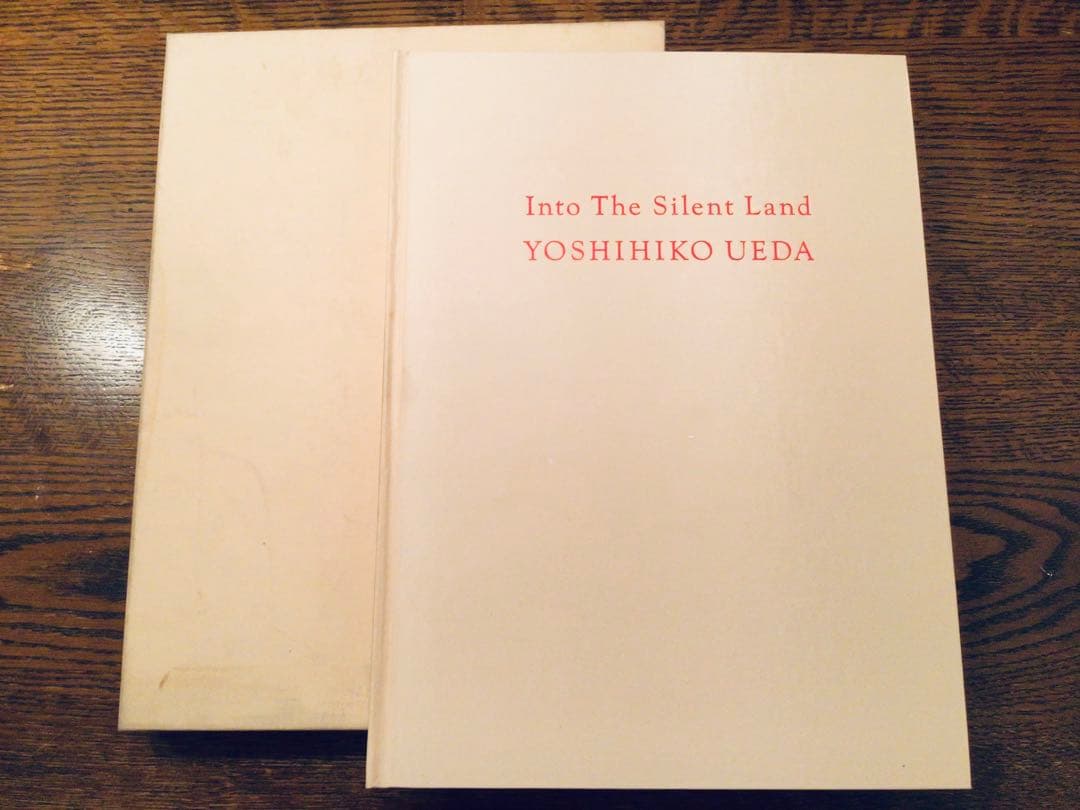 Into The Silent Land
YOSHIHIKO UEDA